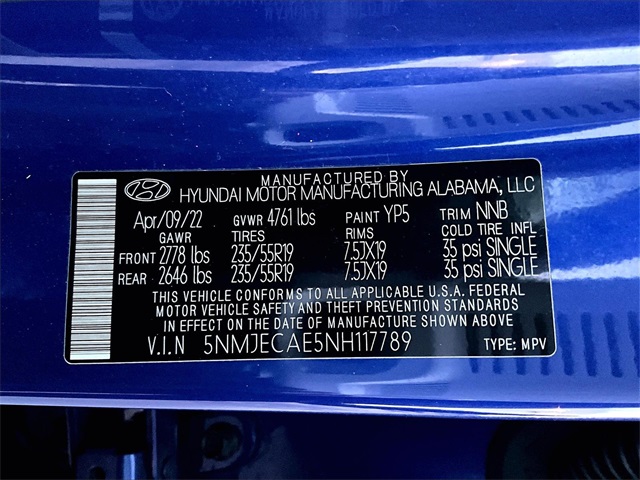 MANUFACTURED BY
HYUNDAI MOTOR MANUFACTURING ALABAMA, LLC
Apr/09/22 GVWR 4761 lbs PAINT YP5 TRIM NNB
GAWR TIRES RIMS COLD TIRE INFL
FRONT 2778 lbs 235/55R19 7.5JX19 35 psi SINGLE
REAR 2646 lbs 235/55R19 7.5JX19 35 psi SINGLE
THIS VEHICLE CONFORMS TO ALL APPLICABLE U.S.A. FEDERAL
MOTOR VEHICLE SAFETY AND THEFT PREVENTION STANDARDS
IN EFFECT ON THE DATE OF MANUFACTURE SHOWN ABOVE
V.I.N 5NMJECAE5NH117789 TYPE: MPV